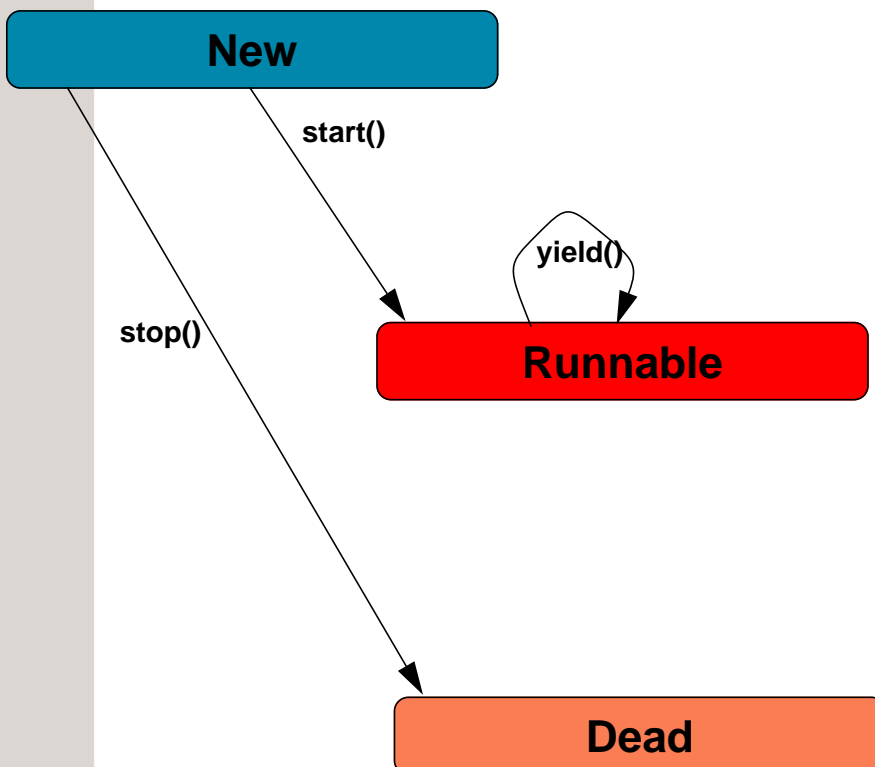 New
start()
yield()
stop()
Runnable
Dead